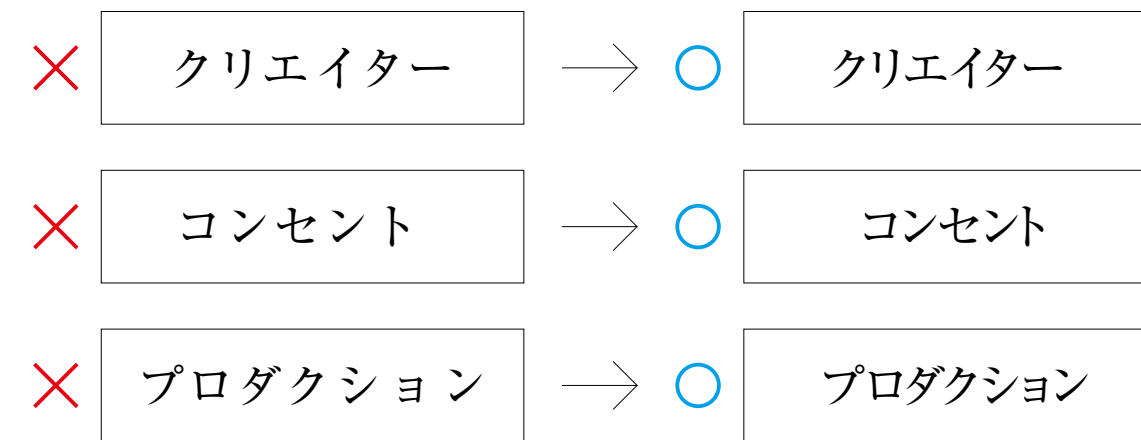 × クリエイター → ○ クリエイター
× コンセント → ○ コンセント
× プロダクション → ○ プロダクション